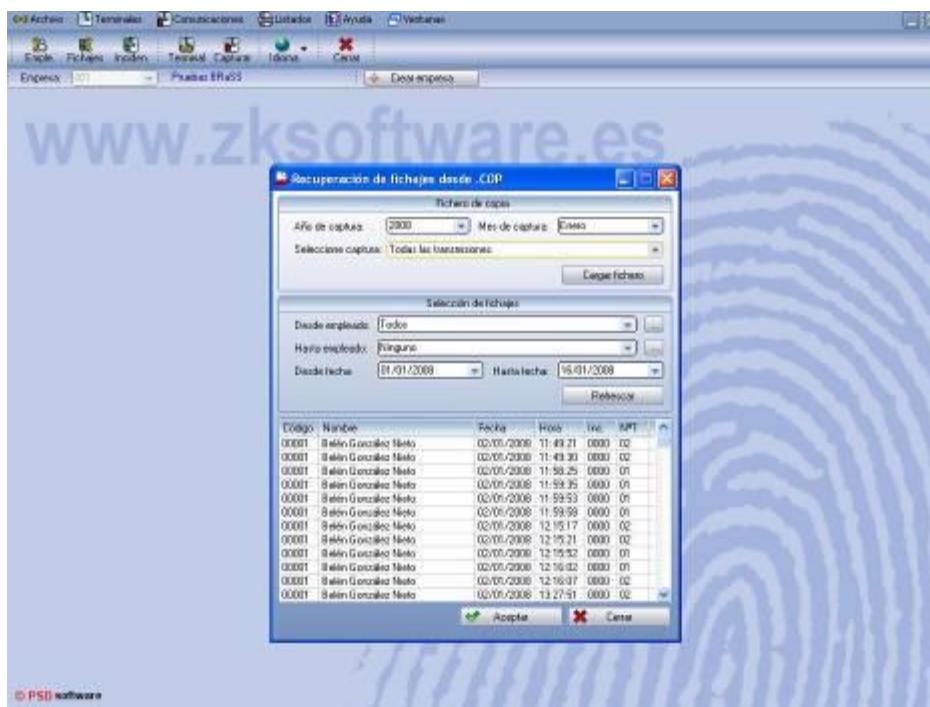 Archivo Terminales Comunicaciones Listados Ayuda Ventanas
Emple. Fichajes Inciden. Terminal Capturar Idioma Cerrar
Empresa: 001 Pruebas BRaSS Crear empresa
www.zksoftware.es
Recuperación de fichajes desde .COP
Fichero de copia
Año de captura: 2008 Mes de captura: Enero
Seleccione captura: Todas las transmisiones
Cargar fichero
Selección de fichajes
Desde empleado: Todos
Hasta empleado: Ninguno
Desde fecha: 01/01/2008 Hasta fecha: 16/01/2008
Refrescar
Código Nombre Fecha Hora Inc. NºT
00001 Belén González Nieto 02/01/2008 11:49:21 0000 02
00001 Belén González Nieto 02/01/2008 11:49:30 0000 02
00001 Belén González Nieto 02/01/2008 11:58:25 0000 01
00001 Belén González Nieto 02/01/2008 11:59:35 0000 01
00001 Belén González Nieto 02/01/2008 11:59:53 0000 01
00001 Belén González Nieto 02/01/2008 11:59:59 0000 01
00001 Belén González Nieto 02/01/2008 12:15:17 0000 02
00001 Belén González Nieto 02/01/2008 12:15:21 0000 02
00001 Belén González Nieto 02/01/2008 12:15:52 0000 01
00001 Belén González Nieto 02/01/2008 12:16:02 0000 01
00001 Belén González Nieto 02/01/2008 12:16:07 0000 02
00001 Belén González Nieto 02/01/2008 13:27:51 0000 02
Aceptar Cerrar
© PSD software